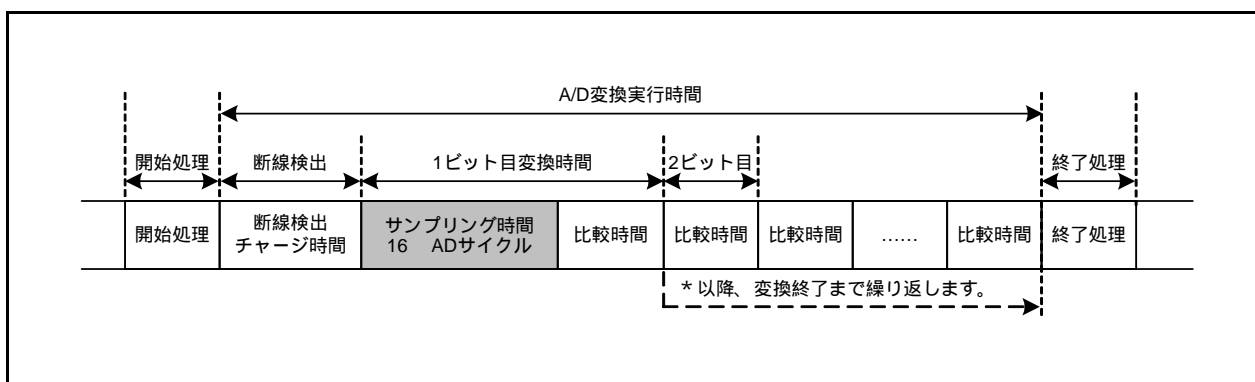 A/D変換実行時間
開始処理 断線検出 1ビット目変換時間 2ビット目 終了処理
開始処理 断線検出 サンプリング時間 比較時間 比較時間 比較時間 …… 比較時間 終了処理
チャージ時間 16 ADサイクル
*以降、変換終了まで繰り返します。